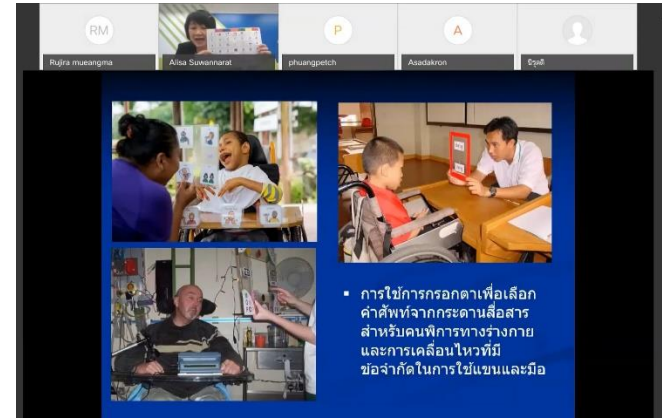 RM
P
A
Rujira mueangma
Alisa Suwannarat
phuangpetch
Asadakron
▪ การใช้การกรอกตาเพื่อเลือก
คำศัพท์จากกระดานสื่อสาร
สำหรับคนพิการทางร่างกาย
และการเคลื่อนไหวที่มี
ข้อจำกัดในการใช้แขนและมือ